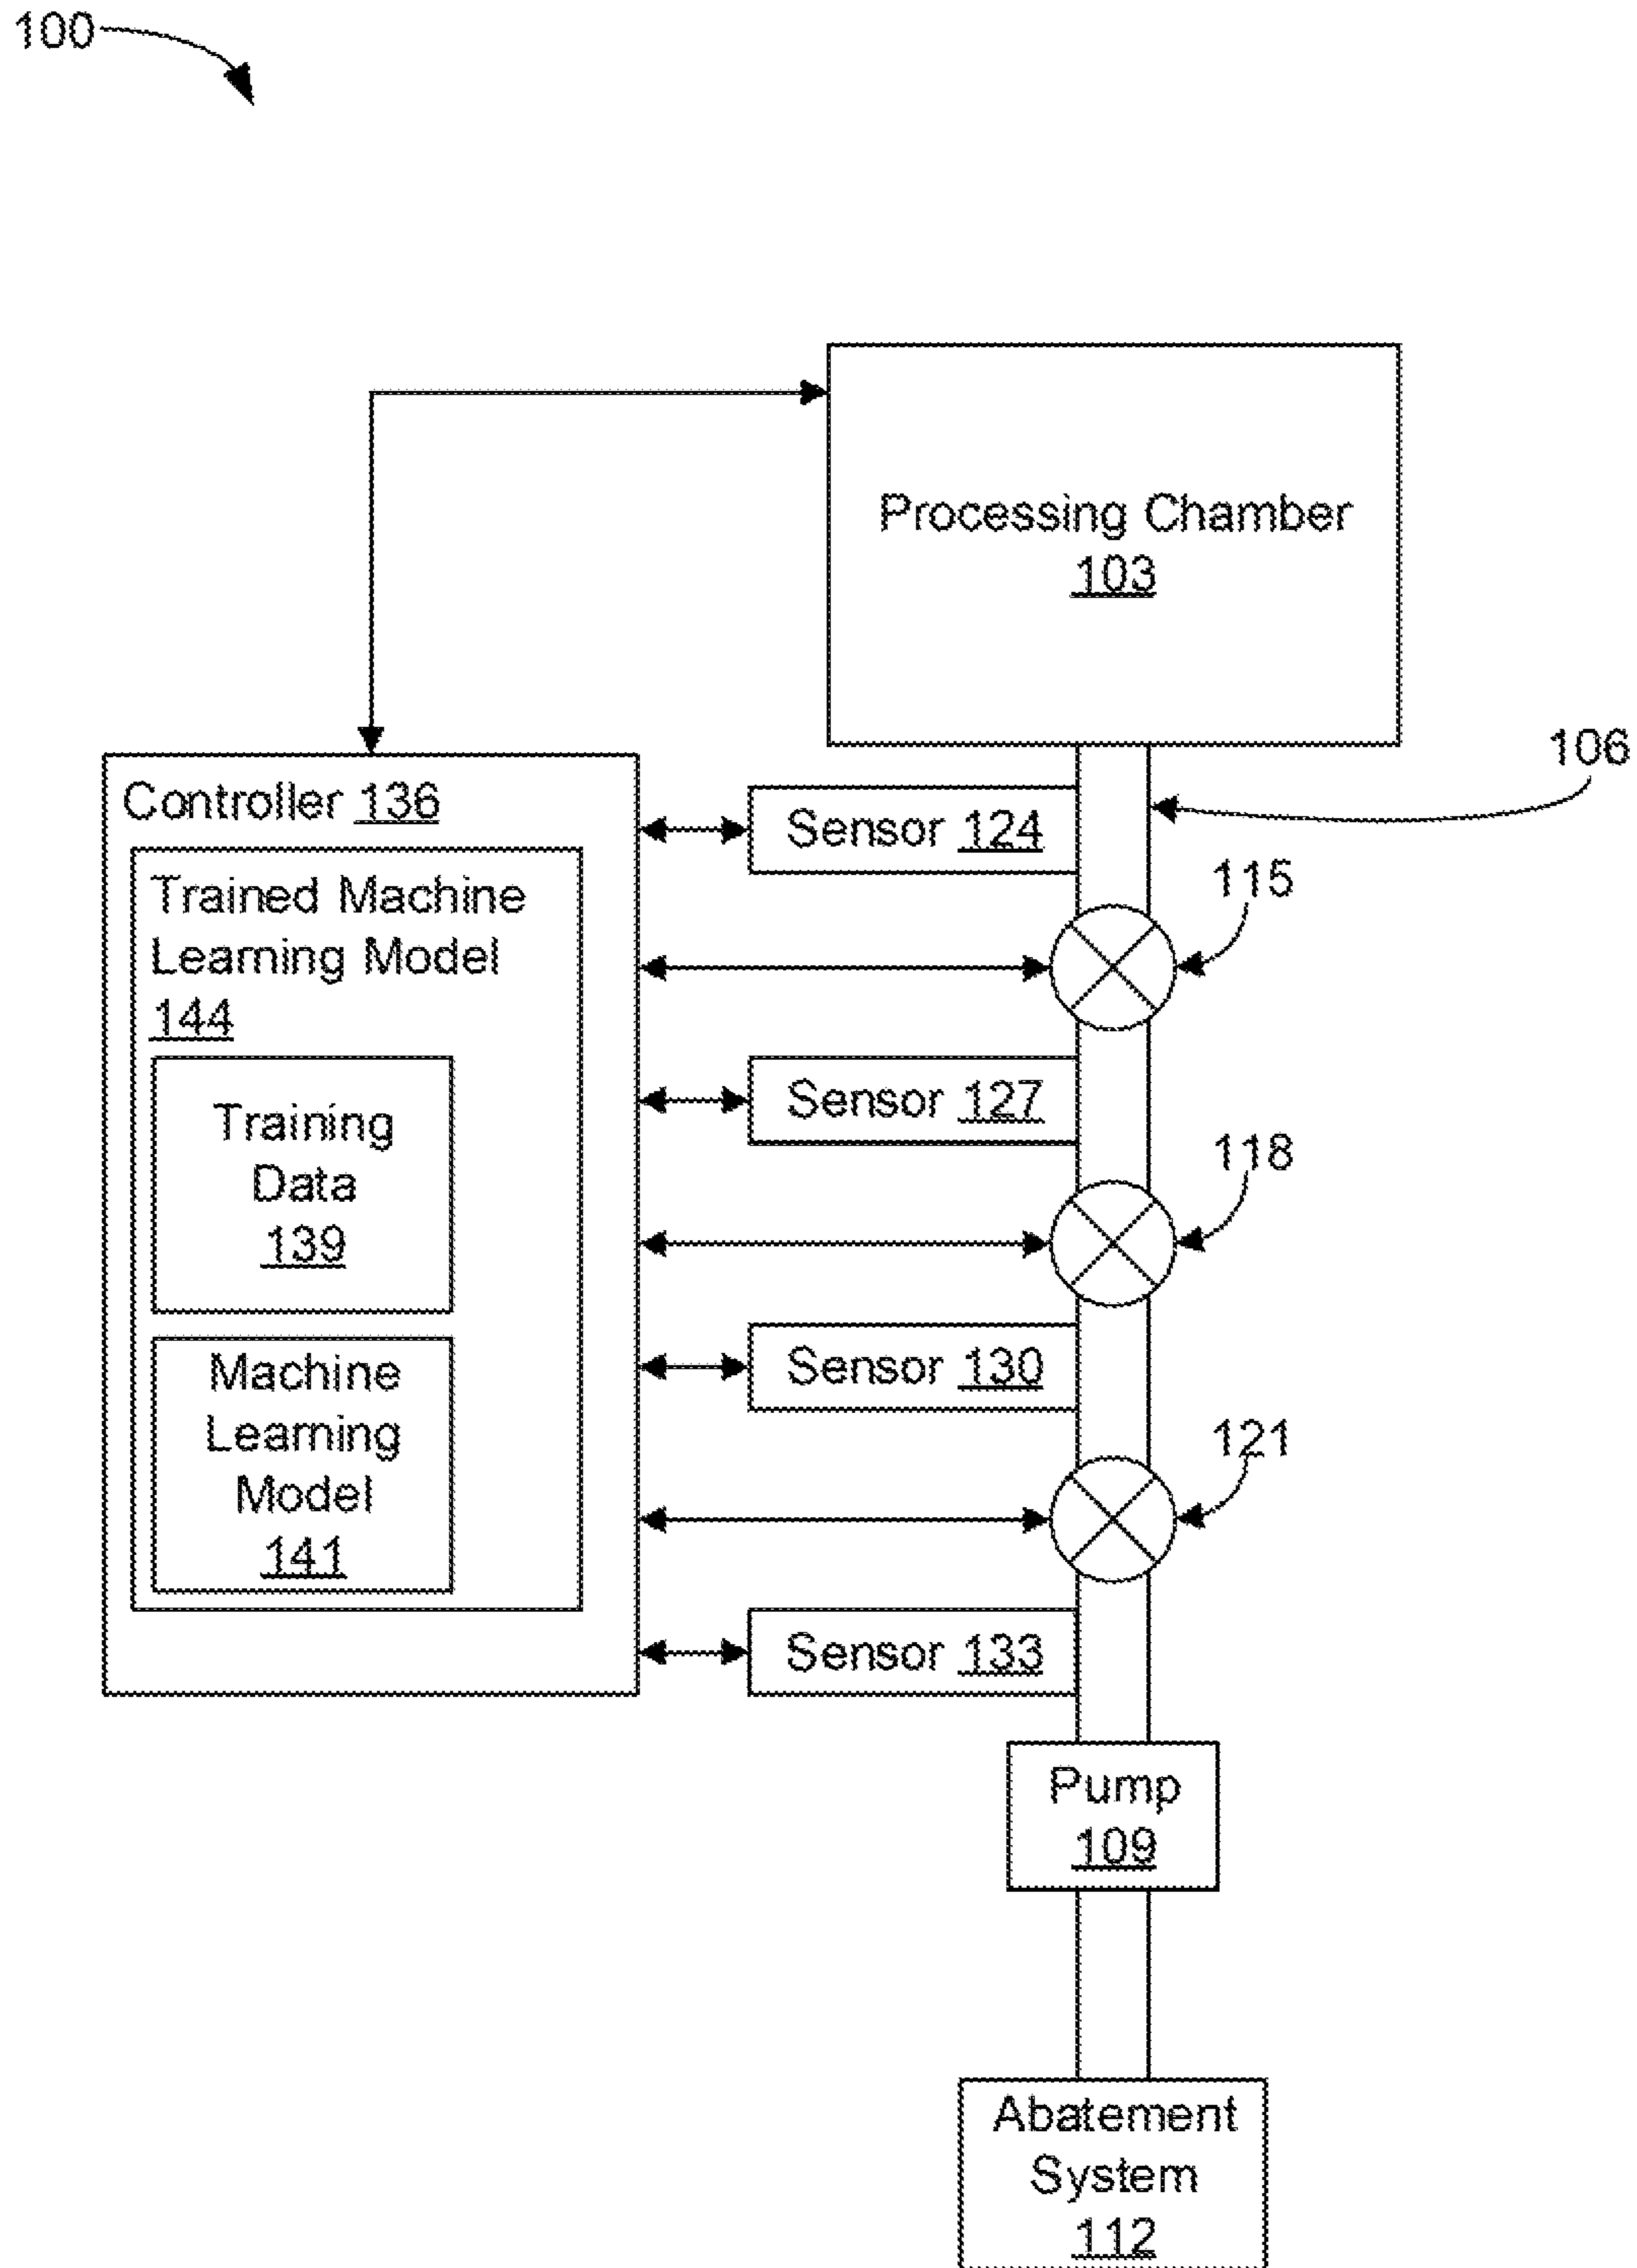 100
Processing Chamber
103
106
Controller 136
Sensor 124
115
Trained Machine
Learning Model
144
Sensor 127
118
Training
Data
139
Sensor 130
121
Machine
Learning
Model
141
Sensor 133
Pump
109
Abatement
System
112